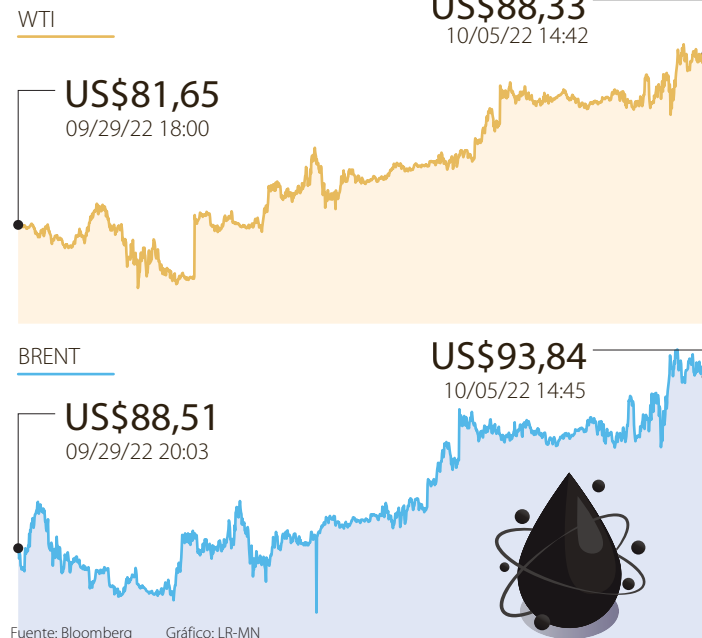 WTI
US$88,33
10/05/22 14:42
US$81,65
09/29/22 18:00
BRENT
US$93,84
10/05/22 14:45
US$88,51
09/29/22 20:03
Fuente: Bloomberg Gráfico: LR-MN